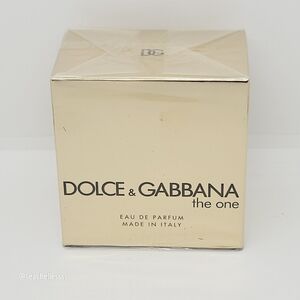 DOLCE & GABBANA
the one
EAU DE PARFUM
MADE IN ITALY